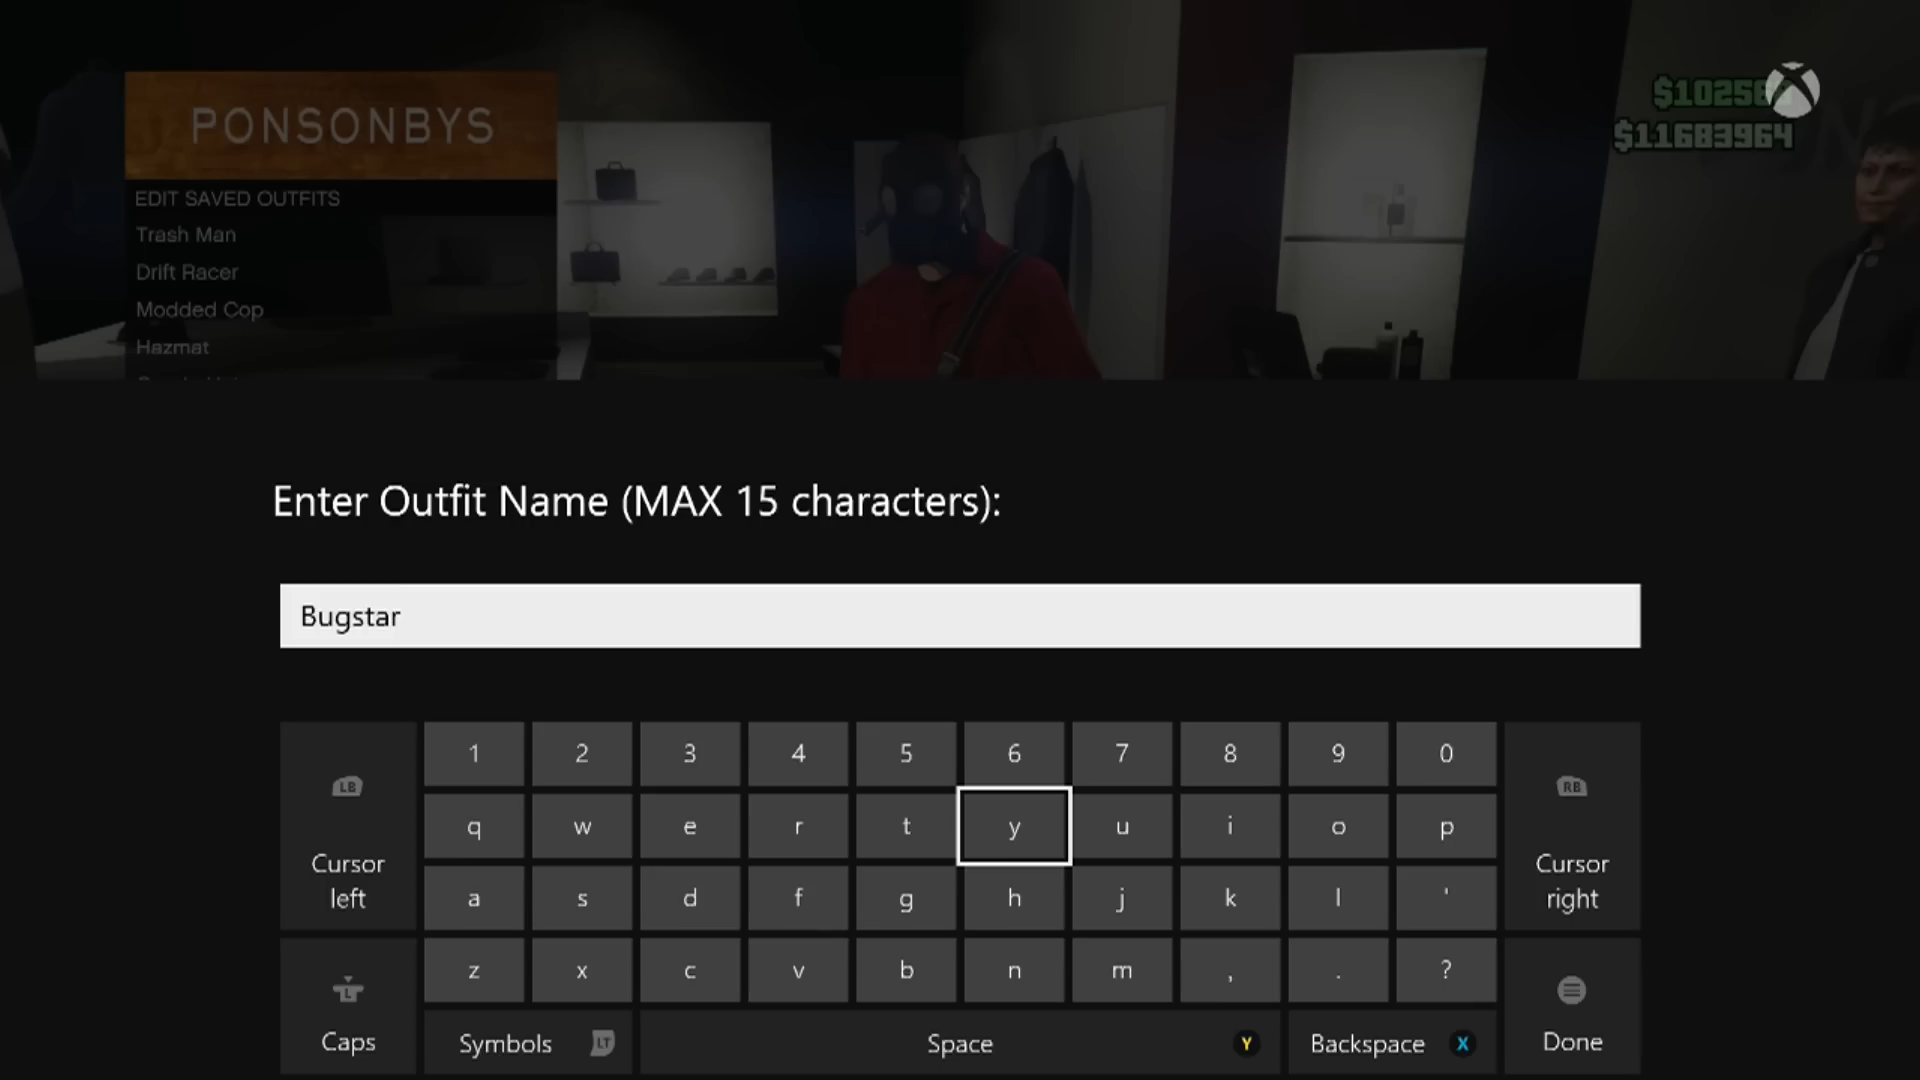 PONSONBYS
EDIT SAVED OUTFITS
Trash Man
Drift Racer
Modded Cop
Hazmat
$11683964
Enter Outfit Name (MAX 15 characters):
Bugstar
1 2 3 4 5 6 7 8 9 0
LB RB
q w e r t y u i o p
Cursor left
Cursor right
a s d f g h j k l '
z x c v b n m , . ?
L
Caps
Symbols LT
Space Y
Backspace X
Done